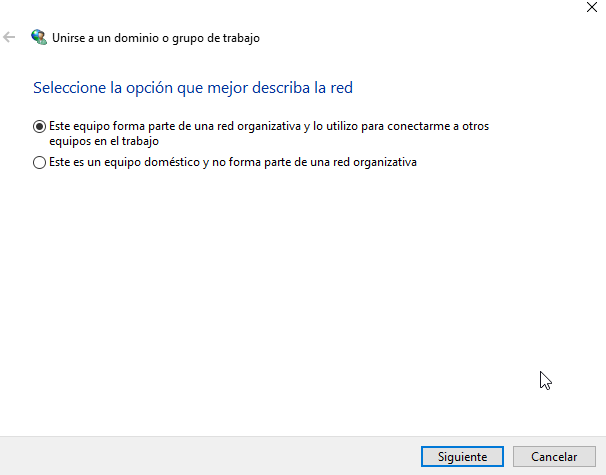 Unirse a un dominio o grupo de trabajo
Seleccione la opción que mejor describa la red
Este equipo forma parte de una red organizativa y lo utilizo para conectarme a otros
equipos en el trabajo
Este es un equipo doméstico y no forma parte de una red organizativa
Siguiente
Cancelar